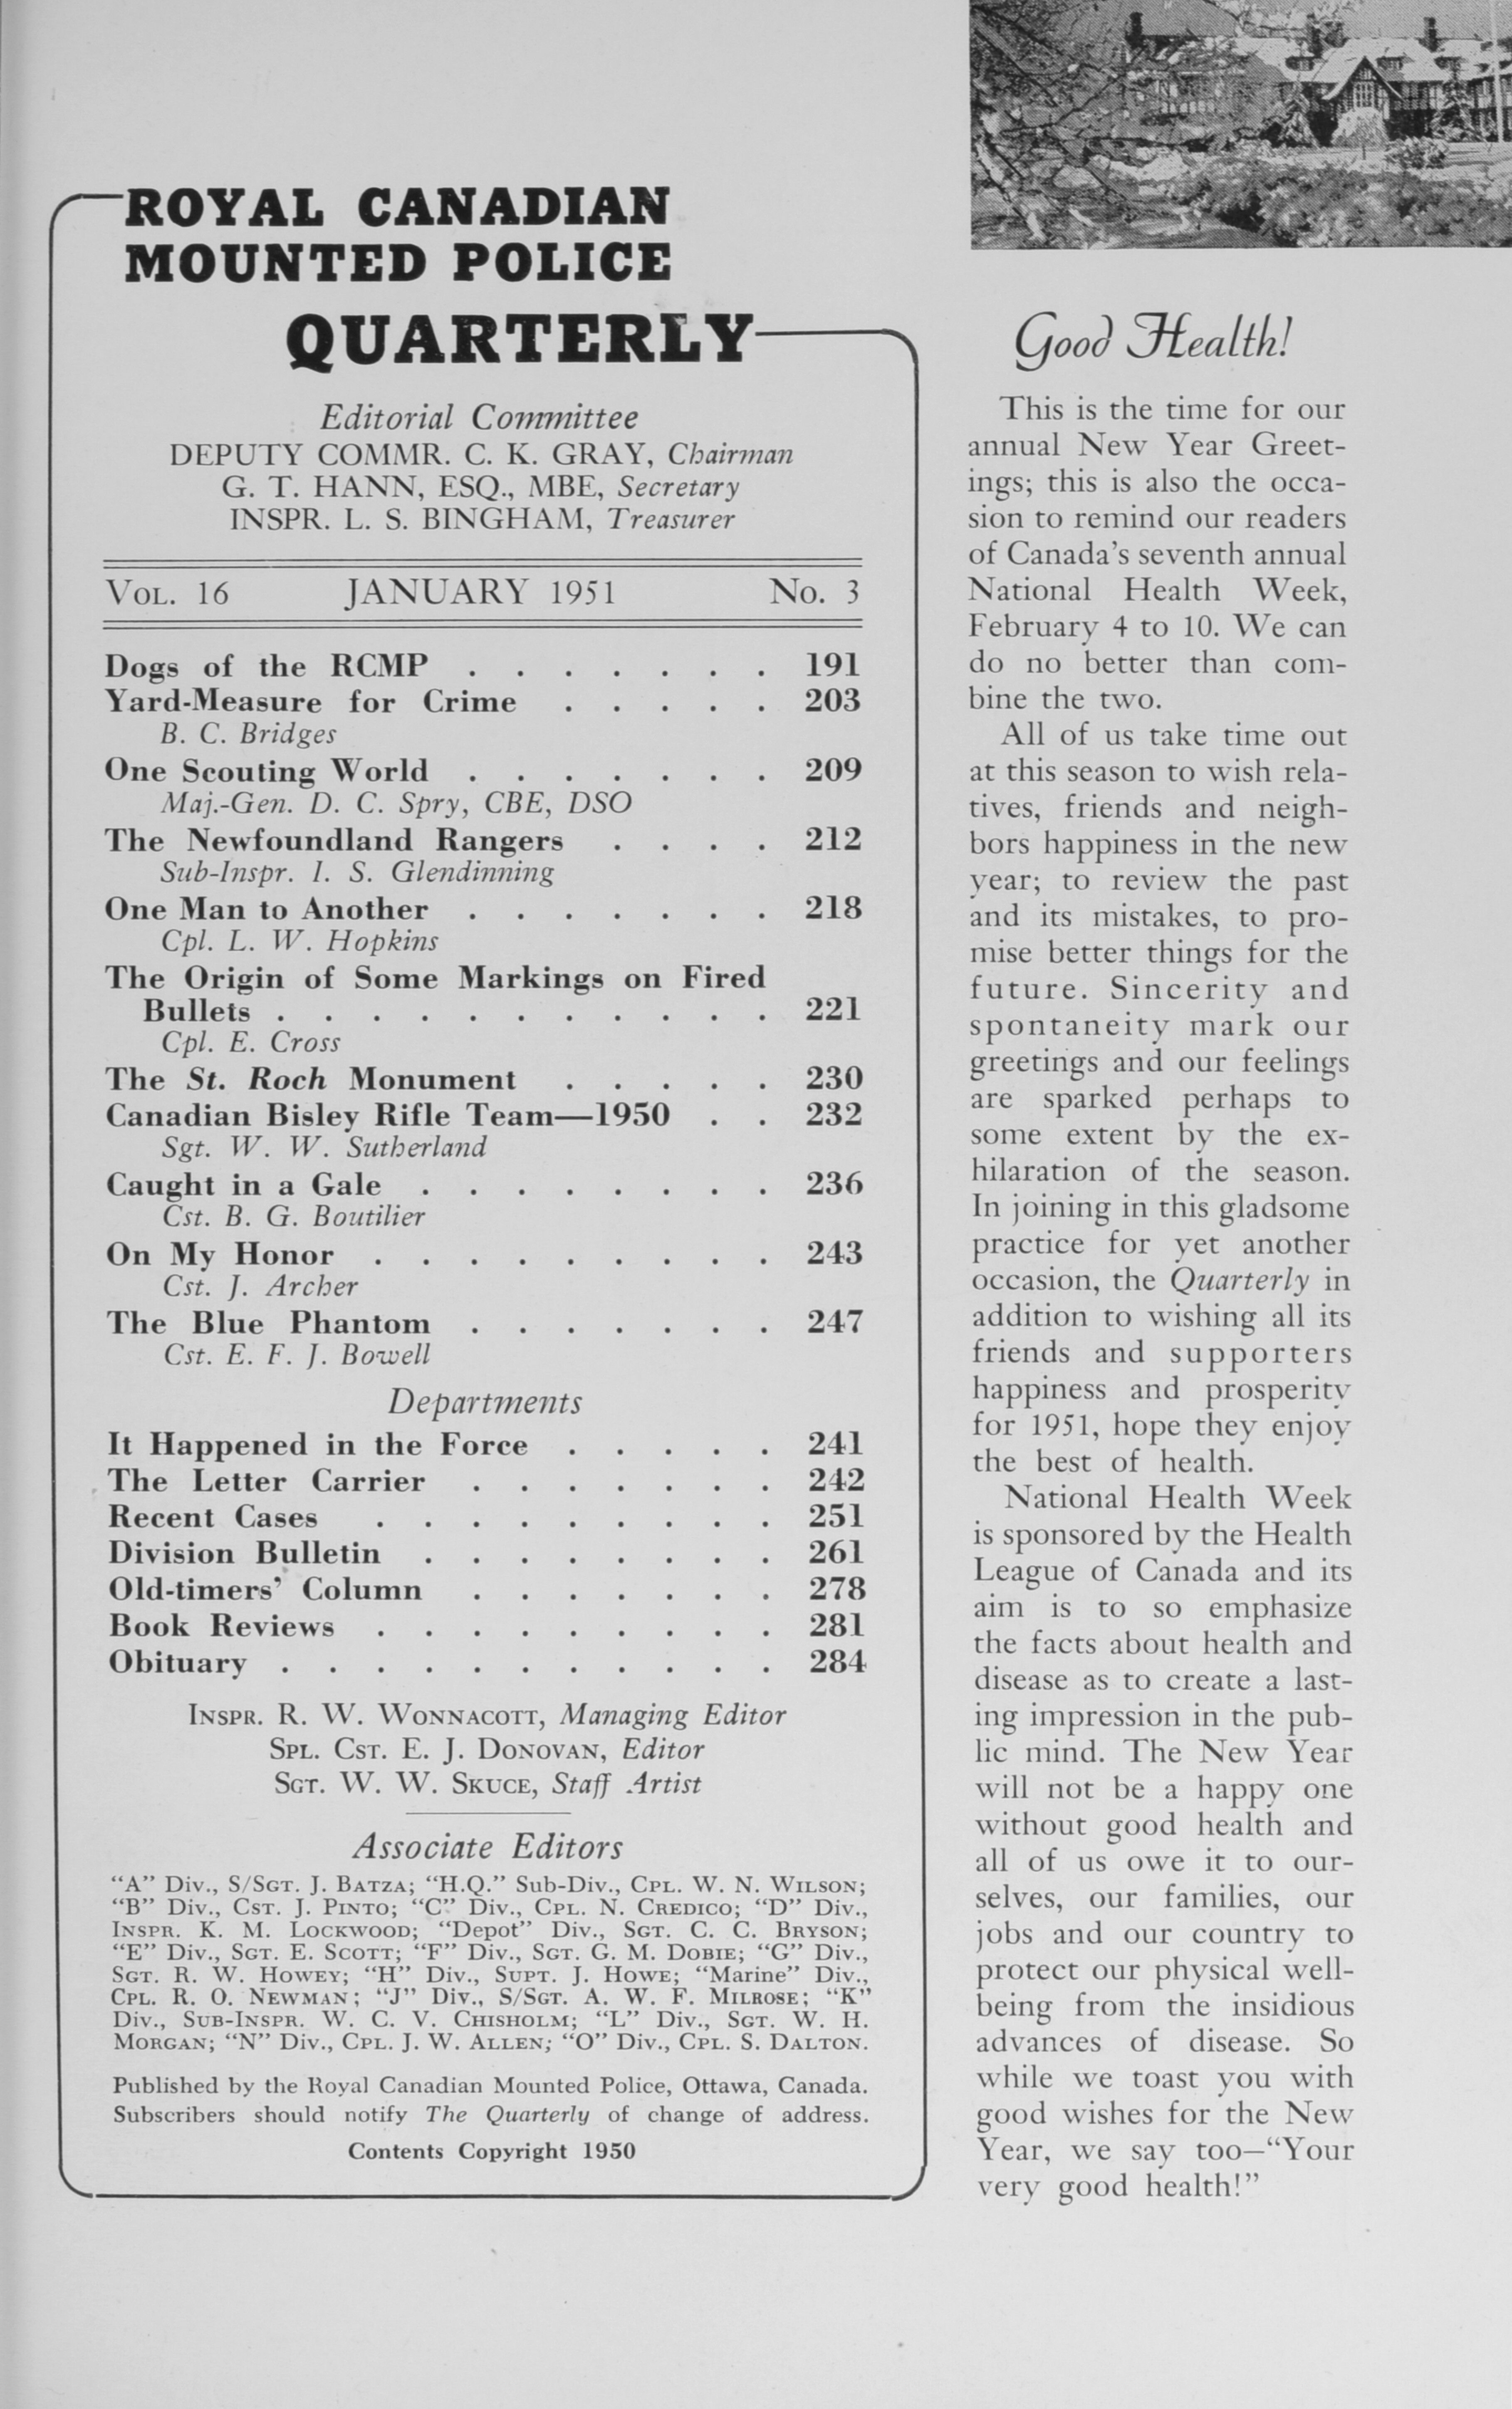 ROYAL CANADIAN
MOUNTED POLICE
QUARTERLY
Editorial Committee
DEPUTY COMMR. C. K. GRAY, Chairman
G. T. HANN, ESQ., MBE, Secretary
INSPR. L. S. BINGHAM, Treasurer
VOL. 16 JANUARY 1951 No. 3
Dogs of the RCMP . . . . . . . 191
Yard-Measure for Crime . . . . . 203
B. C. Bridges
One Scouting World . . . . . . . 209
Maj.-Gen. D. C. Spry, CBE, DSO
The Newfoundland Rangers . . . . 212
Sub-Inspr. I. S. Glendinning
One Man to Another . . . . . . . 218
Cpl. L. W. Hopkins
The Origin of Some Markings on Fired
Bullets . . . . . . . . . . . 221
Cpl. E. Cross
The St. Roch Monument . . . . . 230
Canadian Bisley Rifle Team—1950 . . 232
Sgt. W. W. Sutherland
Caught in a Gale . . . . . . . . 236
Cst. B. G. Boutilier
On My Honor . . . . . . . . . 243
Cst. J. Archer
The Blue Phantom . . . . . . . 247
Cst. E. F. J. Bowell
Departments
It Happened in the Force . . . . . 241
The Letter Carrier . . . . . . . 242
Recent Cases . . . . . . . . . 251
Division Bulletin . . . . . . . . 261
Old-timers' Column . . . . . . . 278
Book Reviews . . . . . . . . . 281
Obituary . . . . . . . . . . . 284
INSPR. R. W. WONNACOTT, Managing Editor
SPL. CST. E. J. DONOVAN, Editor
SGT. W. W. SKUCE, Staff Artist
Associate Editors
"A" Div., S/SGT. J. BATZA; "H.Q." Sub-Div., CPL. W. N. WILSON;
"B" Div., CST. J. PINTO; "C" Div., CPL. N. CREDICO; "D" Div.,
INSPR. K. M. LOCKWOOD; "Depot" Div., SGT. C. C. BRYSON;
"E" Div., SGT. E. SCOTT; "F" Div., SGT. G. M. DOBIE; "G" Div.,
SGT. R. W. HOWEY; "H" Div., SUPT. J. HOWE; "Marine" Div.,
CPL. R. O. NEWMAN; "J" Div., S/SGT. A. W. F. MILROSE; "K"
Div., SUB-INSPR. W. C. V. CHISHOLM; "L" Div., SGT. W. H.
MORGAN; "N" Div., CPL. J. W. ALLEN; "O" Div., CPL. S. DALTON.
Published by the Royal Canadian Mounted Police, Ottawa, Canada.
Subscribers should notify The Quarterly of change of address.
Contents Copyright 1950
Good Health!
This is the time for our
annual New Year Greet-
ings; this is also the occa-
sion to remind our readers
of Canada's seventh annual
National Health Week,
February 4 to 10. We can
do no better than com-
bine the two.
All of us take time out
at this season to wish rela-
tives, friends and neigh-
bors happiness in the new
year; to review the past
and its mistakes, to pro-
mise better things for the
future. Sincerity and
spontaneity mark our
greetings and our feelings
are sparked perhaps to
some extent by the ex-
hilaration of the season.
In joining in this gladsome
practice for yet another
occasion, the Quarterly in
addition to wishing all its
friends and supporters
happiness and prosperity
for 1951, hope they enjoy
the best of health.
National Health Week
is sponsored by the Health
League of Canada and its
aim is to so emphasize
the facts about health and
disease as to create a last-
ing impression in the pub-
lic mind. The New Year
will not be a happy one
without good health and
all of us owe it to our-
selves, our families, our
jobs and our country to
protect our physical well-
being from the insidious
advances of disease. So
while we toast you with
good wishes for the New
Year, we say too—"Your
very good health!"